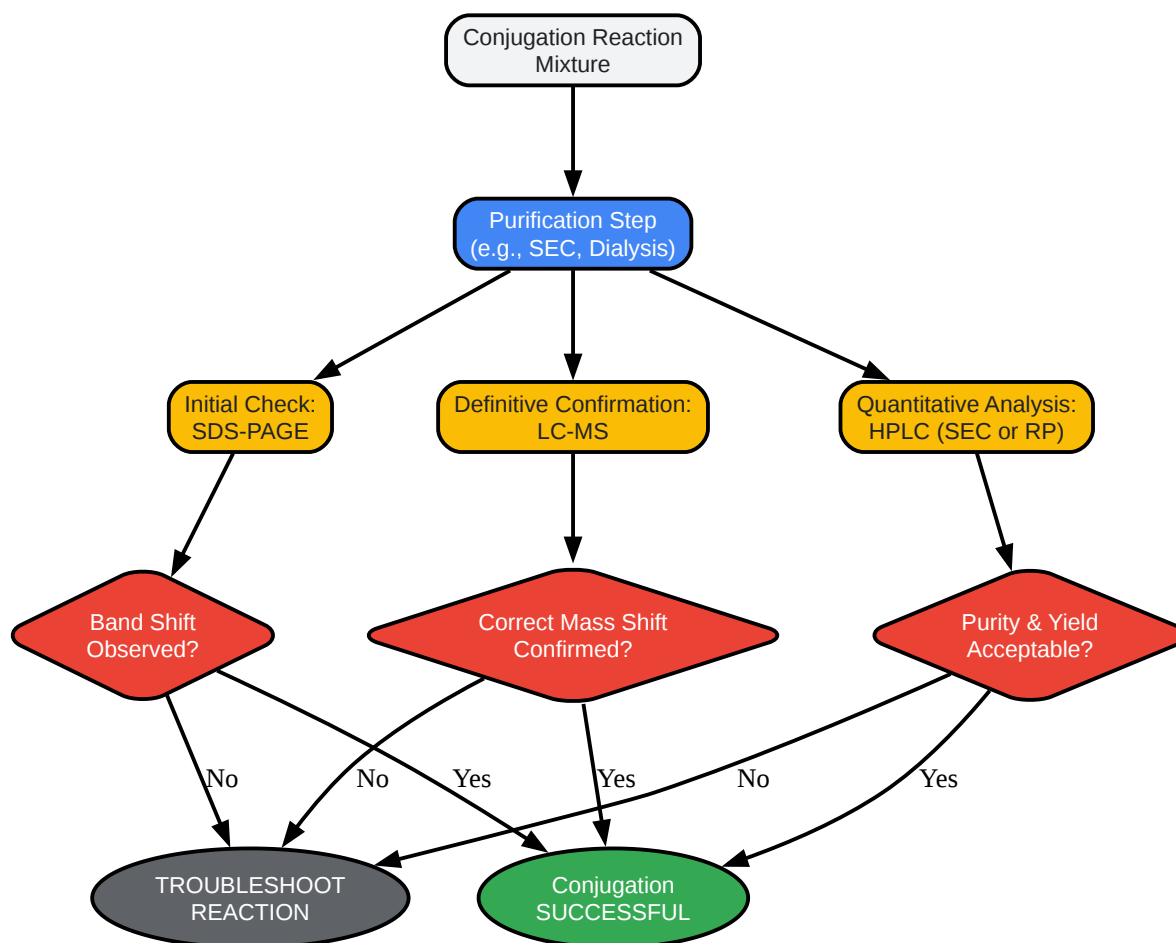 Conjugation Reaction
Mixture
Purification Step
(e.g., SEC, Dialysis)
Initial Check:
SDS-PAGE
Definitive Confirmation:
LC-MS
Quantitative Analysis:
HPLC (SEC or RP)
Band Shift
Observed?
Correct Mass Shift
Confirmed?
Purity & Yield
Acceptable?
No
No
Yes
Yes
No
Yes
TROUBLESHOOT
REACTION
Conjugation
SUCCESSFUL